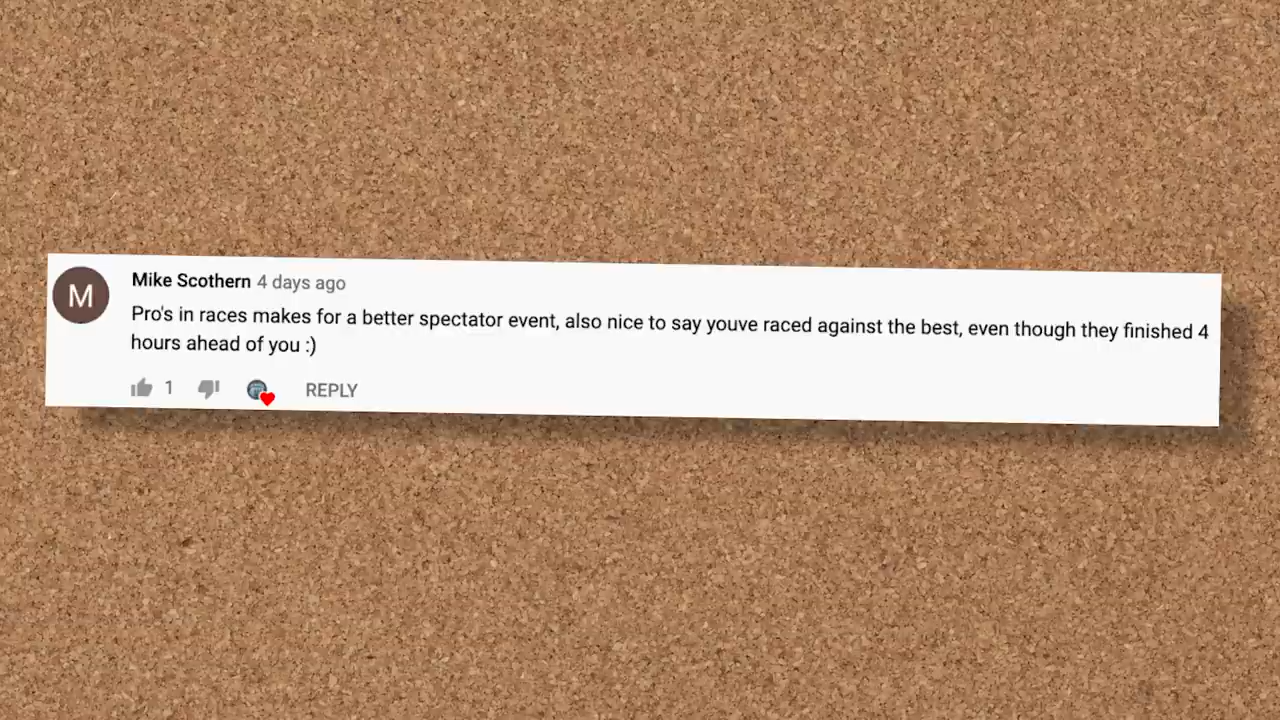 M
Mike Scothern 4 days ago
Pro's in races makes for a better spectator event, also nice to say youve raced against the best, even though they finished 4
hours ahead of you :)
1 REPLY